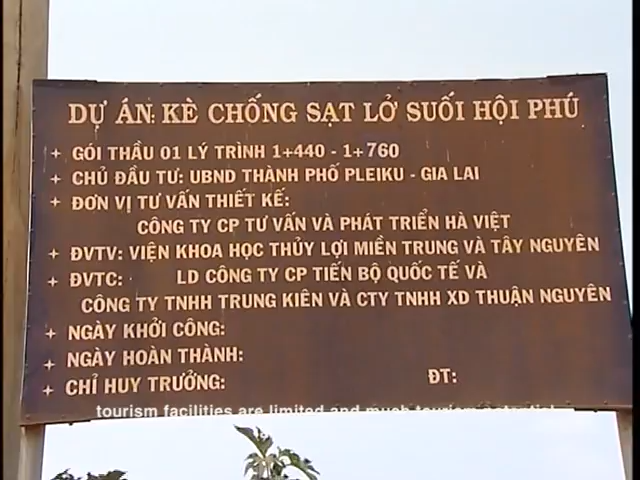 DỰ ÁN: KÈ CHỐNG SẠT LỞ SUỐI HỘI PHÚ
+ GÓI THẦU 01 LÝ TRÌNH 1+440 - 1+760
+ CHỦ ĐẦU TƯ: UBND THÀNH PHỐ PLEIKU - GIA LAI
+ ĐƠN VỊ TƯ VẤN THIẾT KẾ:
CÔNG TY CP TƯ VẤN VÀ PHÁT TRIỂN HÀ VIỆT
+ ĐVTV: VIỆN KHOA HỌC THỦY LỢI MIỀN TRUNG VÀ TÂY NGUYÊN
+ ĐVTC: LD CÔNG TY CP TIẾN BỘ QUỐC TẾ VÀ
CÔNG TY TNHH TRUNG KIÊN VÀ CTY TNHH XD THUẬN NGUYÊN
+ NGÀY KHỞI CÔNG:
+ NGÀY HOÀN THÀNH:
+ CHỈ HUY TRƯỞNG: ĐT:
tourism facilities are limited and much tourism potential